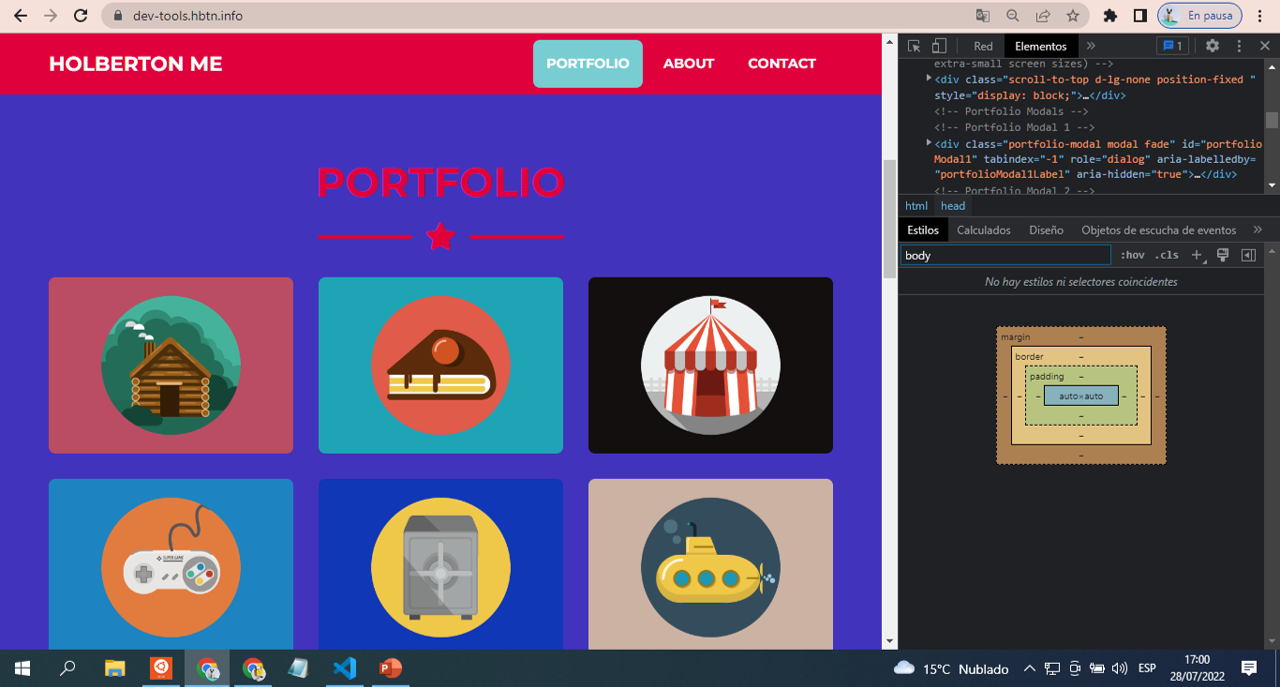 dev-tools.hbtn.info
En pausa
HOLBERTON ME
PORTFOLIO
ABOUT
CONTACT
PORTFOLIO
SUPER GAME
Red
Elementos
»
1
extra-small screen sizes) -->
<div class="scroll-to-top d-lg-none position-fixed "
style="display: block;">…</div>
<!-- Portfolio Modals -->
<!-- Portfolio Modal 1 -->
<div class="portfolio-modal modal fade" id="portfolio
Modal1" tabindex="-1" role="dialog" aria-labelledby=
"portfolioModal1Label" aria-hidden="true">…</div>
<!-- Portfolio Modal 2 -->
html head
Estilos Calculados Diseño Objetos de escucha de eventos »
body
:hov .cls +
No hay estilos ni selectores coincidentes
margin –
border –
padding –
– – – auto×auto – – –
–
–
–
15°C Nublado
ESP
17:00
28/07/2022